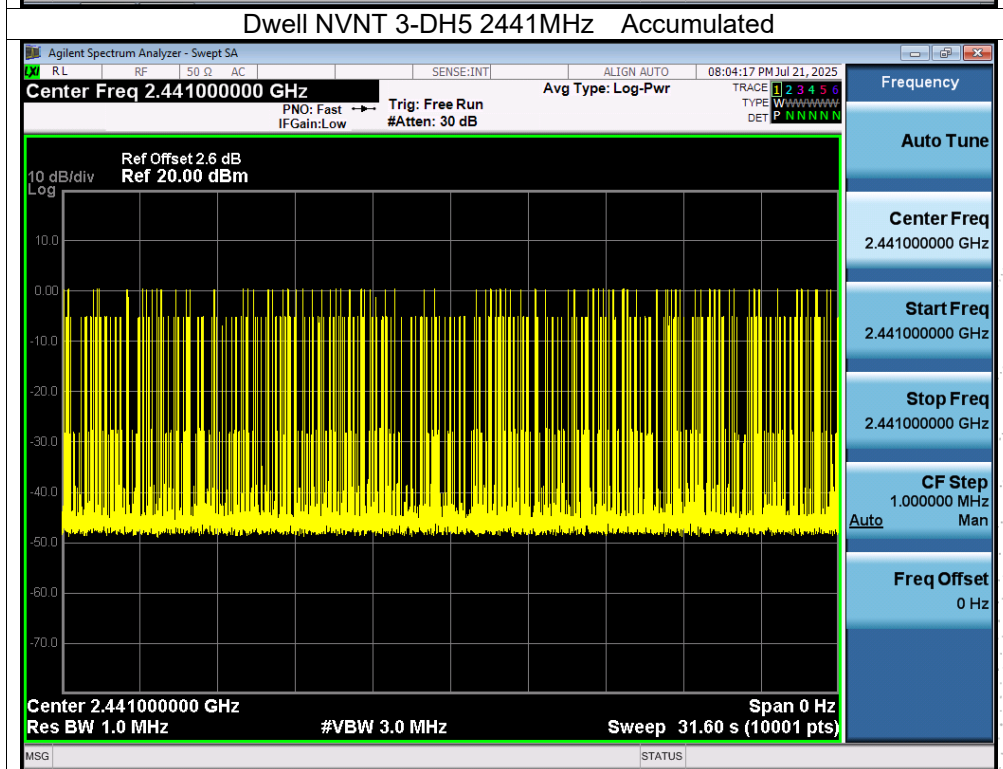 Dwell NVNT 3-DH5 2441MHz Accumulated
Agilent Spectrum Analyzer - Swept SA
LXI RL RF 50 Ω AC SENSE:INT ALIGN AUTO 08:04:17 PM Jul 21, 2025
Center Freq 2.441000000 GHz
PNO: Fast
IFGain:Low
Trig: Free Run
#Atten: 30 dB
Avg Type: Log-Pwr
TRACE 1 2 3 4 5 6
TYPE WWWWWWW
DET P N N N N N
Frequency
Auto Tune
Center Freq
2.441000000 GHz
Start Freq
2.441000000 GHz
Stop Freq
2.441000000 GHz
CF Step
1.000000 MHz
Auto Man
Freq Offset
0 Hz
Ref Offset 2.6 dB
10 dB/div Ref 20.00 dBm
Log
10.0
0.00
-10.0
-20.0
-30.0
-40.0
-50.0
-60.0
-70.0
Center 2.441000000 GHz Span 0 Hz
Res BW 1.0 MHz #VBW 3.0 MHz Sweep 31.60 s (10001 pts)
MSG STATUS